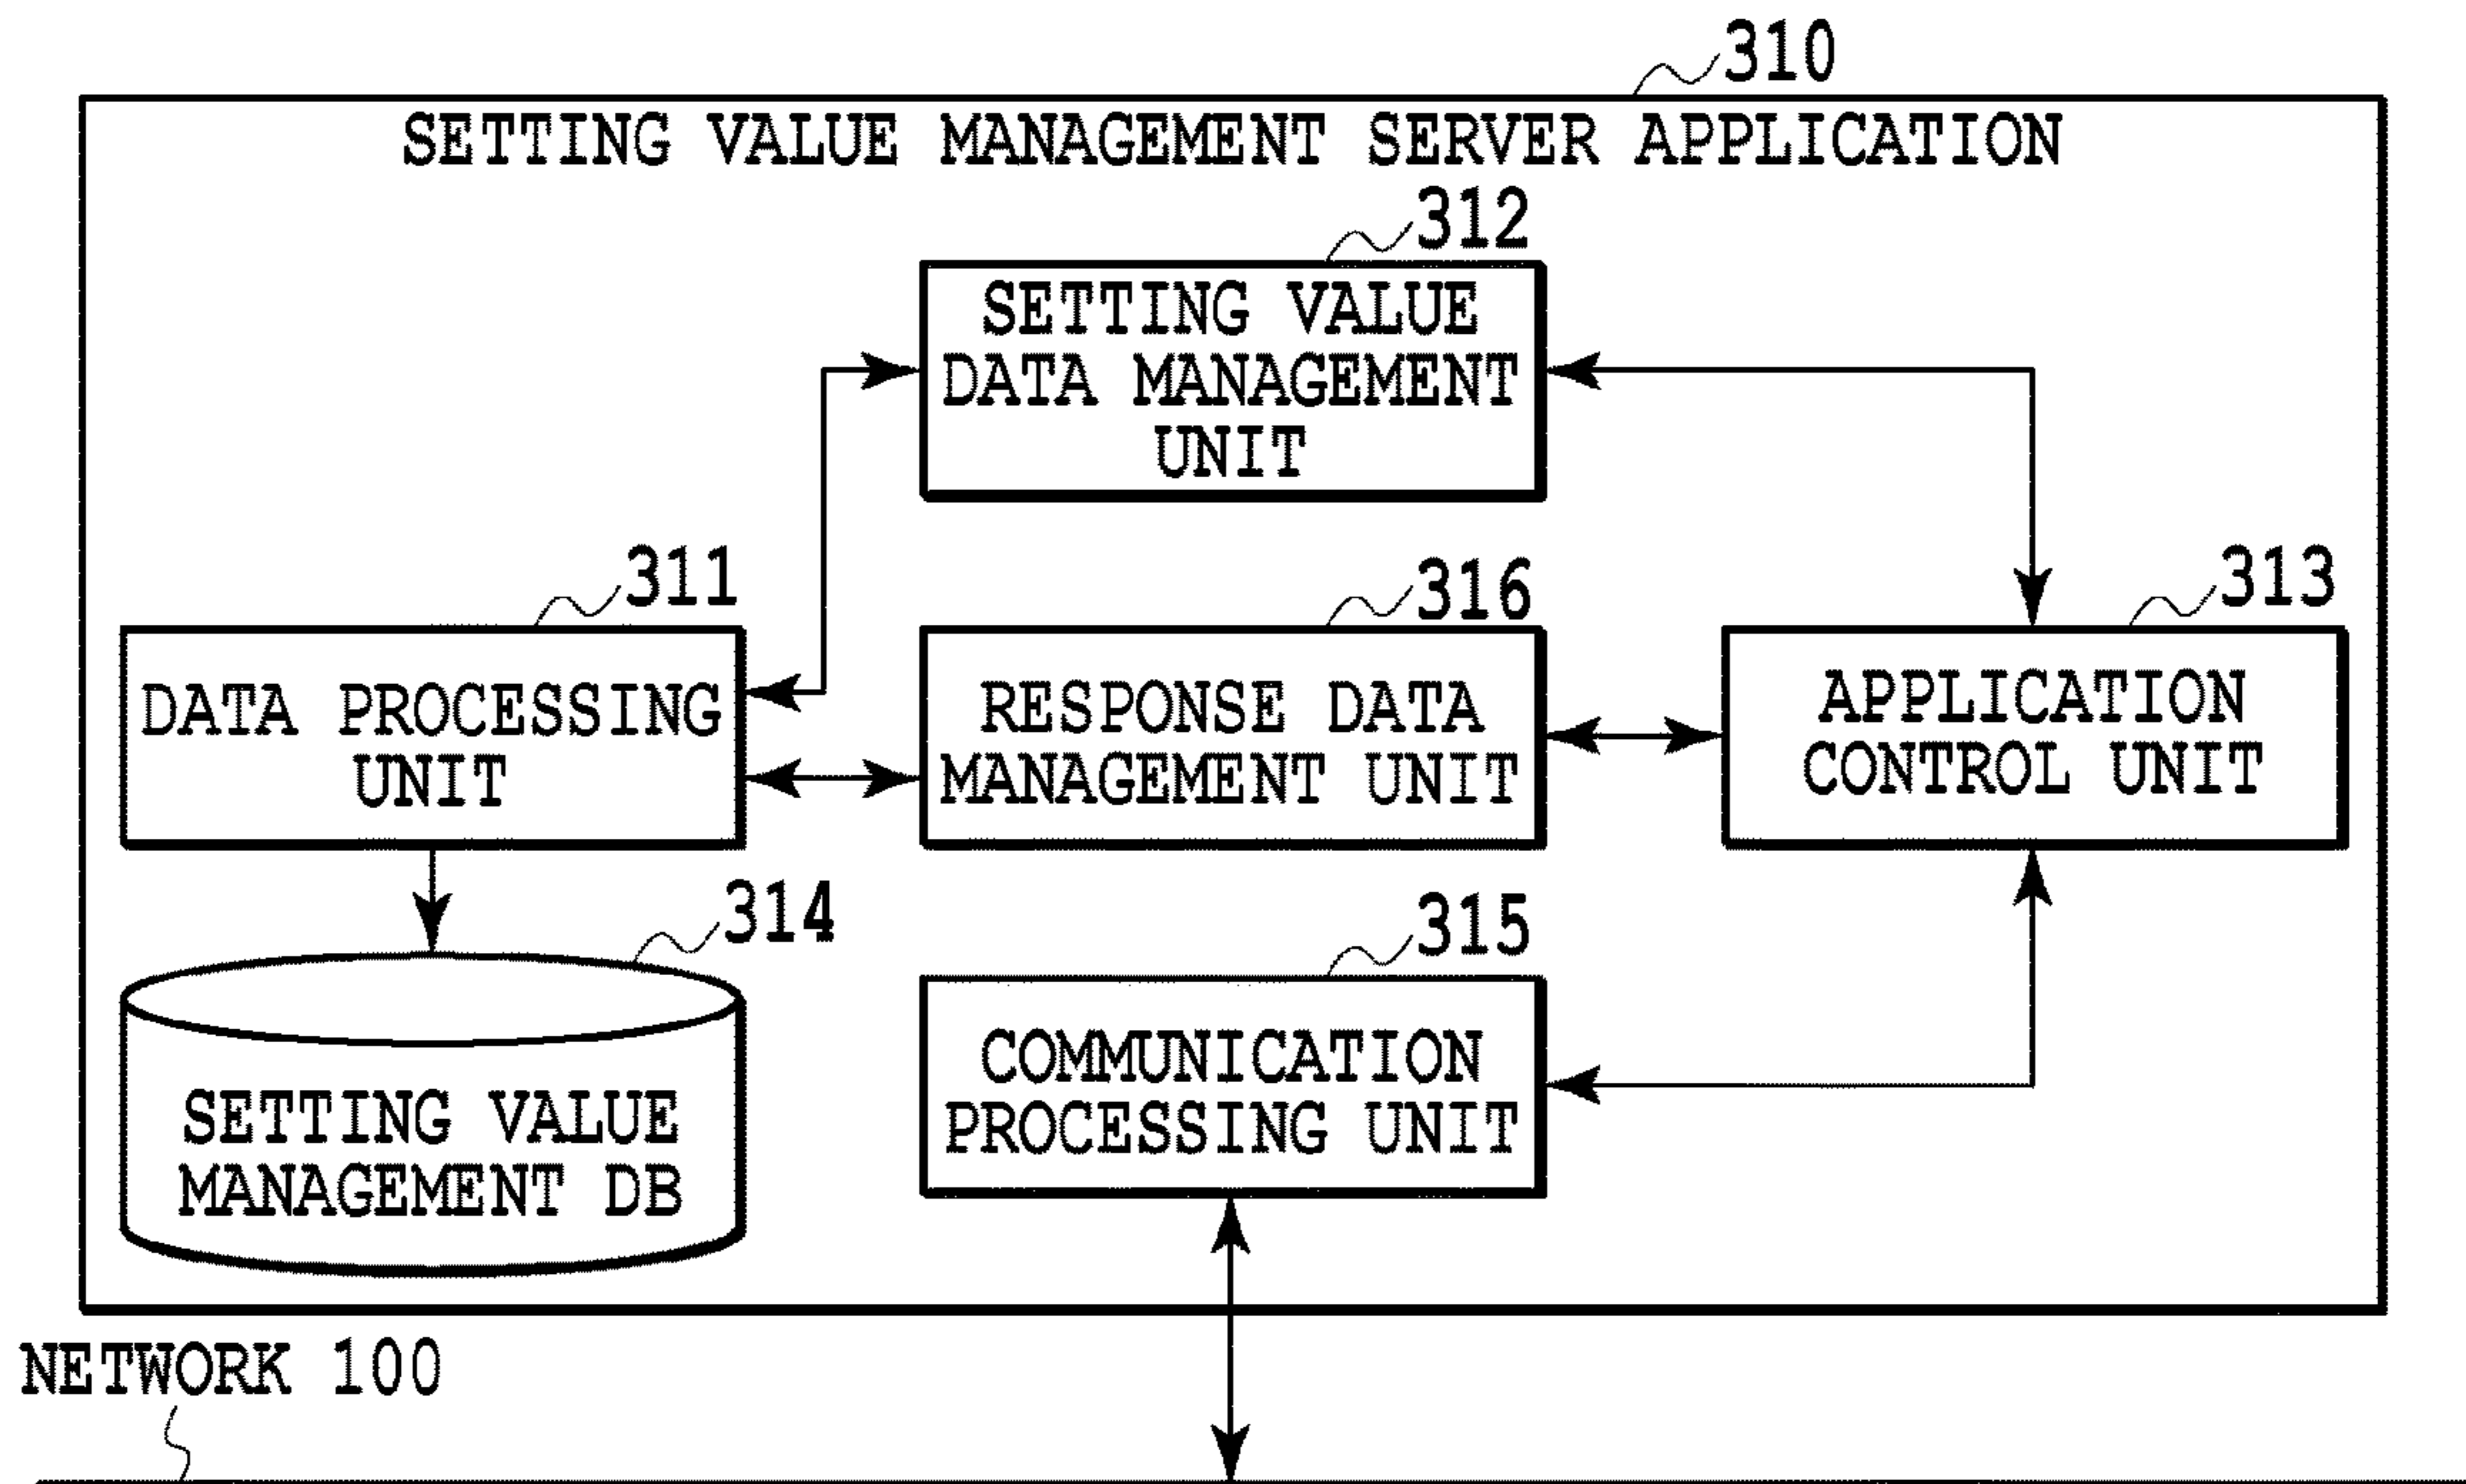 310
SETTING VALUE MANAGEMENT SERVER APPLICATION
312
SETTING VALUE
DATA MANAGEMENT
UNIT
311
DATA PROCESSING
UNIT
316
RESPONSE DATA
MANAGEMENT UNIT
313
APPLICATION
CONTROL UNIT
314
SETTING VALUE
MANAGEMENT DB
315
COMMUNICATION
PROCESSING UNIT
NETWORK 100